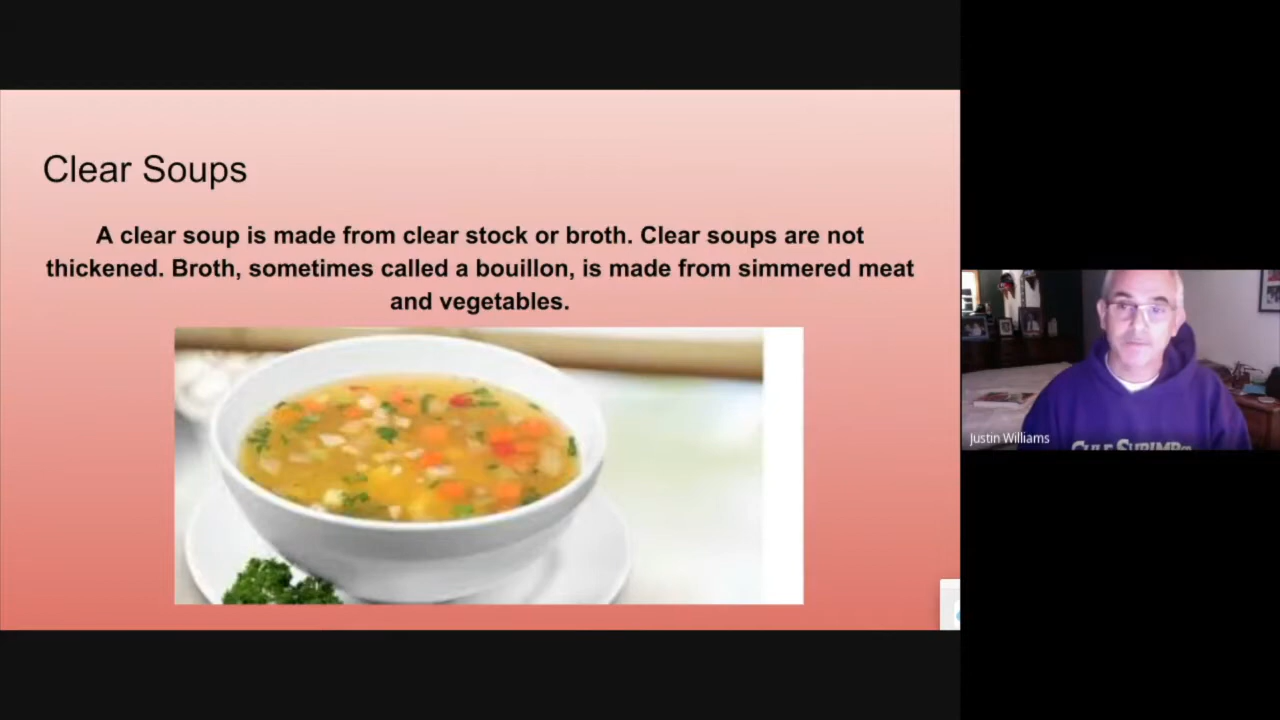 Clear Soups
A clear soup is made from clear stock or broth. Clear soups are not
thickened. Broth, sometimes called a bouillon, is made from simmered meat
and vegetables.
Justin Williams